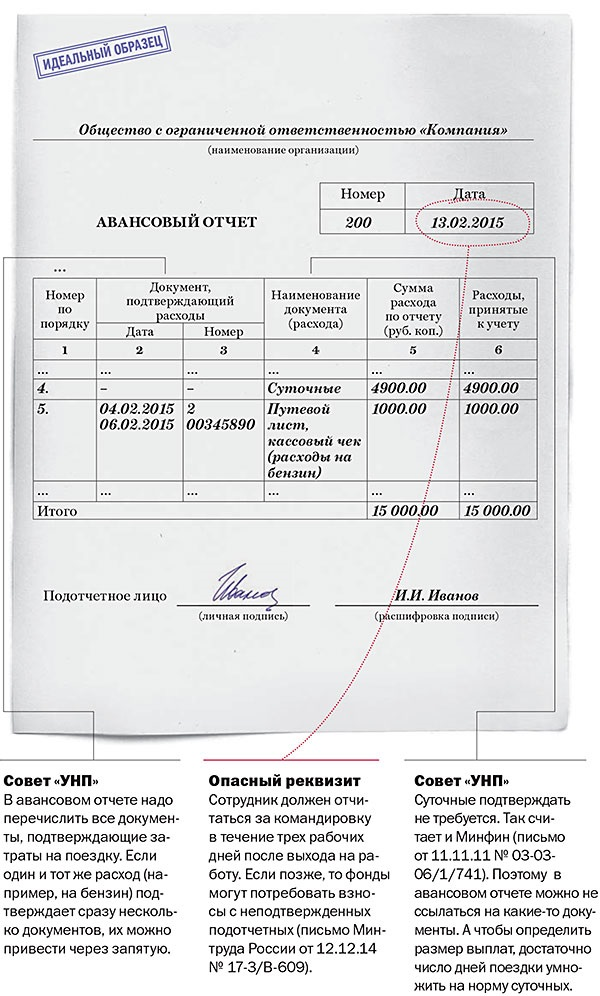 ИДЕАЛЬНЫЙ ОБРАЗЕЦ
Общество с ограниченной ответственностью «Компания»
(наименование организации)
Номер Дата
АВАНСОВЫЙ ОТЧЕТ 200 13.02.2015
...
Номер по порядку Документ, подтверждающий расходы Наименование документа (расхода) Сумма расхода по отчету (руб. коп.) Расходы, принятые к учету
Дата Номер
1 2 3 4 5 6
... ... ... ... ... ...
4. – – Суточные 4900.00 4900.00
5. 04.02.2015 2 Путевой 1000.00 1000.00
06.02.2015 00345890 лист,
кассовый чек
(расходы на
бензин)
... ... ... ... ... ...
Итого 15 000.00 15 000.00
Подотчетное лицо Иванов И.И. Иванов
(личная подпись) (расшифровка подписи)
Совет «УНП»
В авансовом отчете надо
перечислить все докумен-
ты, подтверждающие за-
траты на поездку. Если
один и тот же расход (на-
пример, на бензин) под-
тверждает сразу несколь-
ко документов, их можно
привести через запятую.
Опасный реквизит
Сотрудник должен отчи-
таться за командировку
в течение трех рабочих
дней после выхода на ра-
боту. Если позже, то фонды
могут потребовать взно-
сы с неподтвержденных
подотчетных (письмо Мин-
труда России от 12.12.14
№ 17-3/В-609).
Совет «УНП»
Суточные подтверждать
не требуется. Так счи-
тает и Минфин (письмо
от 11.11.11 № 03-03-
06/1/741). Поэтому в
авансовом отчете можно не
ссылаться на какие-то доку-
менты. А чтобы определить
размер выплат, достаточно
число дней поездки умно-
жить на норму суточных.